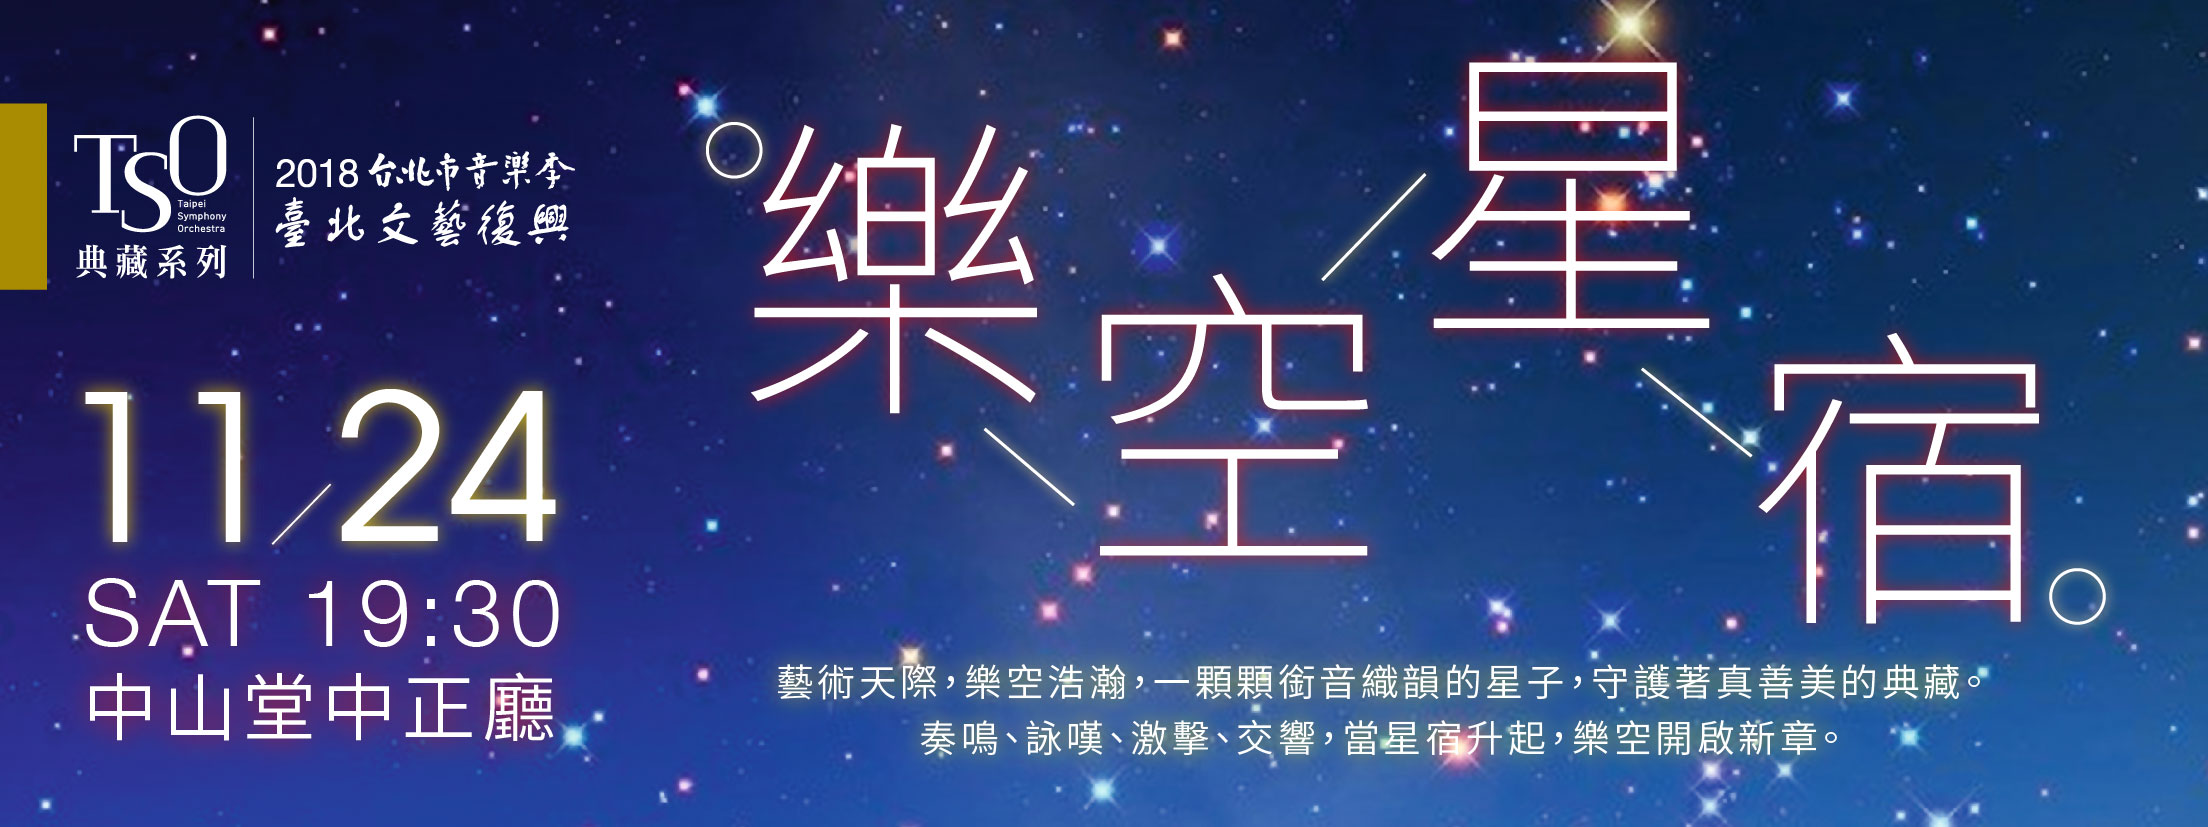 TSO
Taipei
Symphony
Orchestra
典藏系列
2018 台北市音樂季
臺北文藝復興
11/24
SAT 19:30
中山堂中正廳
樂空星宿
藝術天際,樂空浩瀚,一顆顆銜音織韻的星子,守護著真善美的典藏。
奏鳴、詠嘆、激擊、交響,當星宿升起,樂空開啟新章。